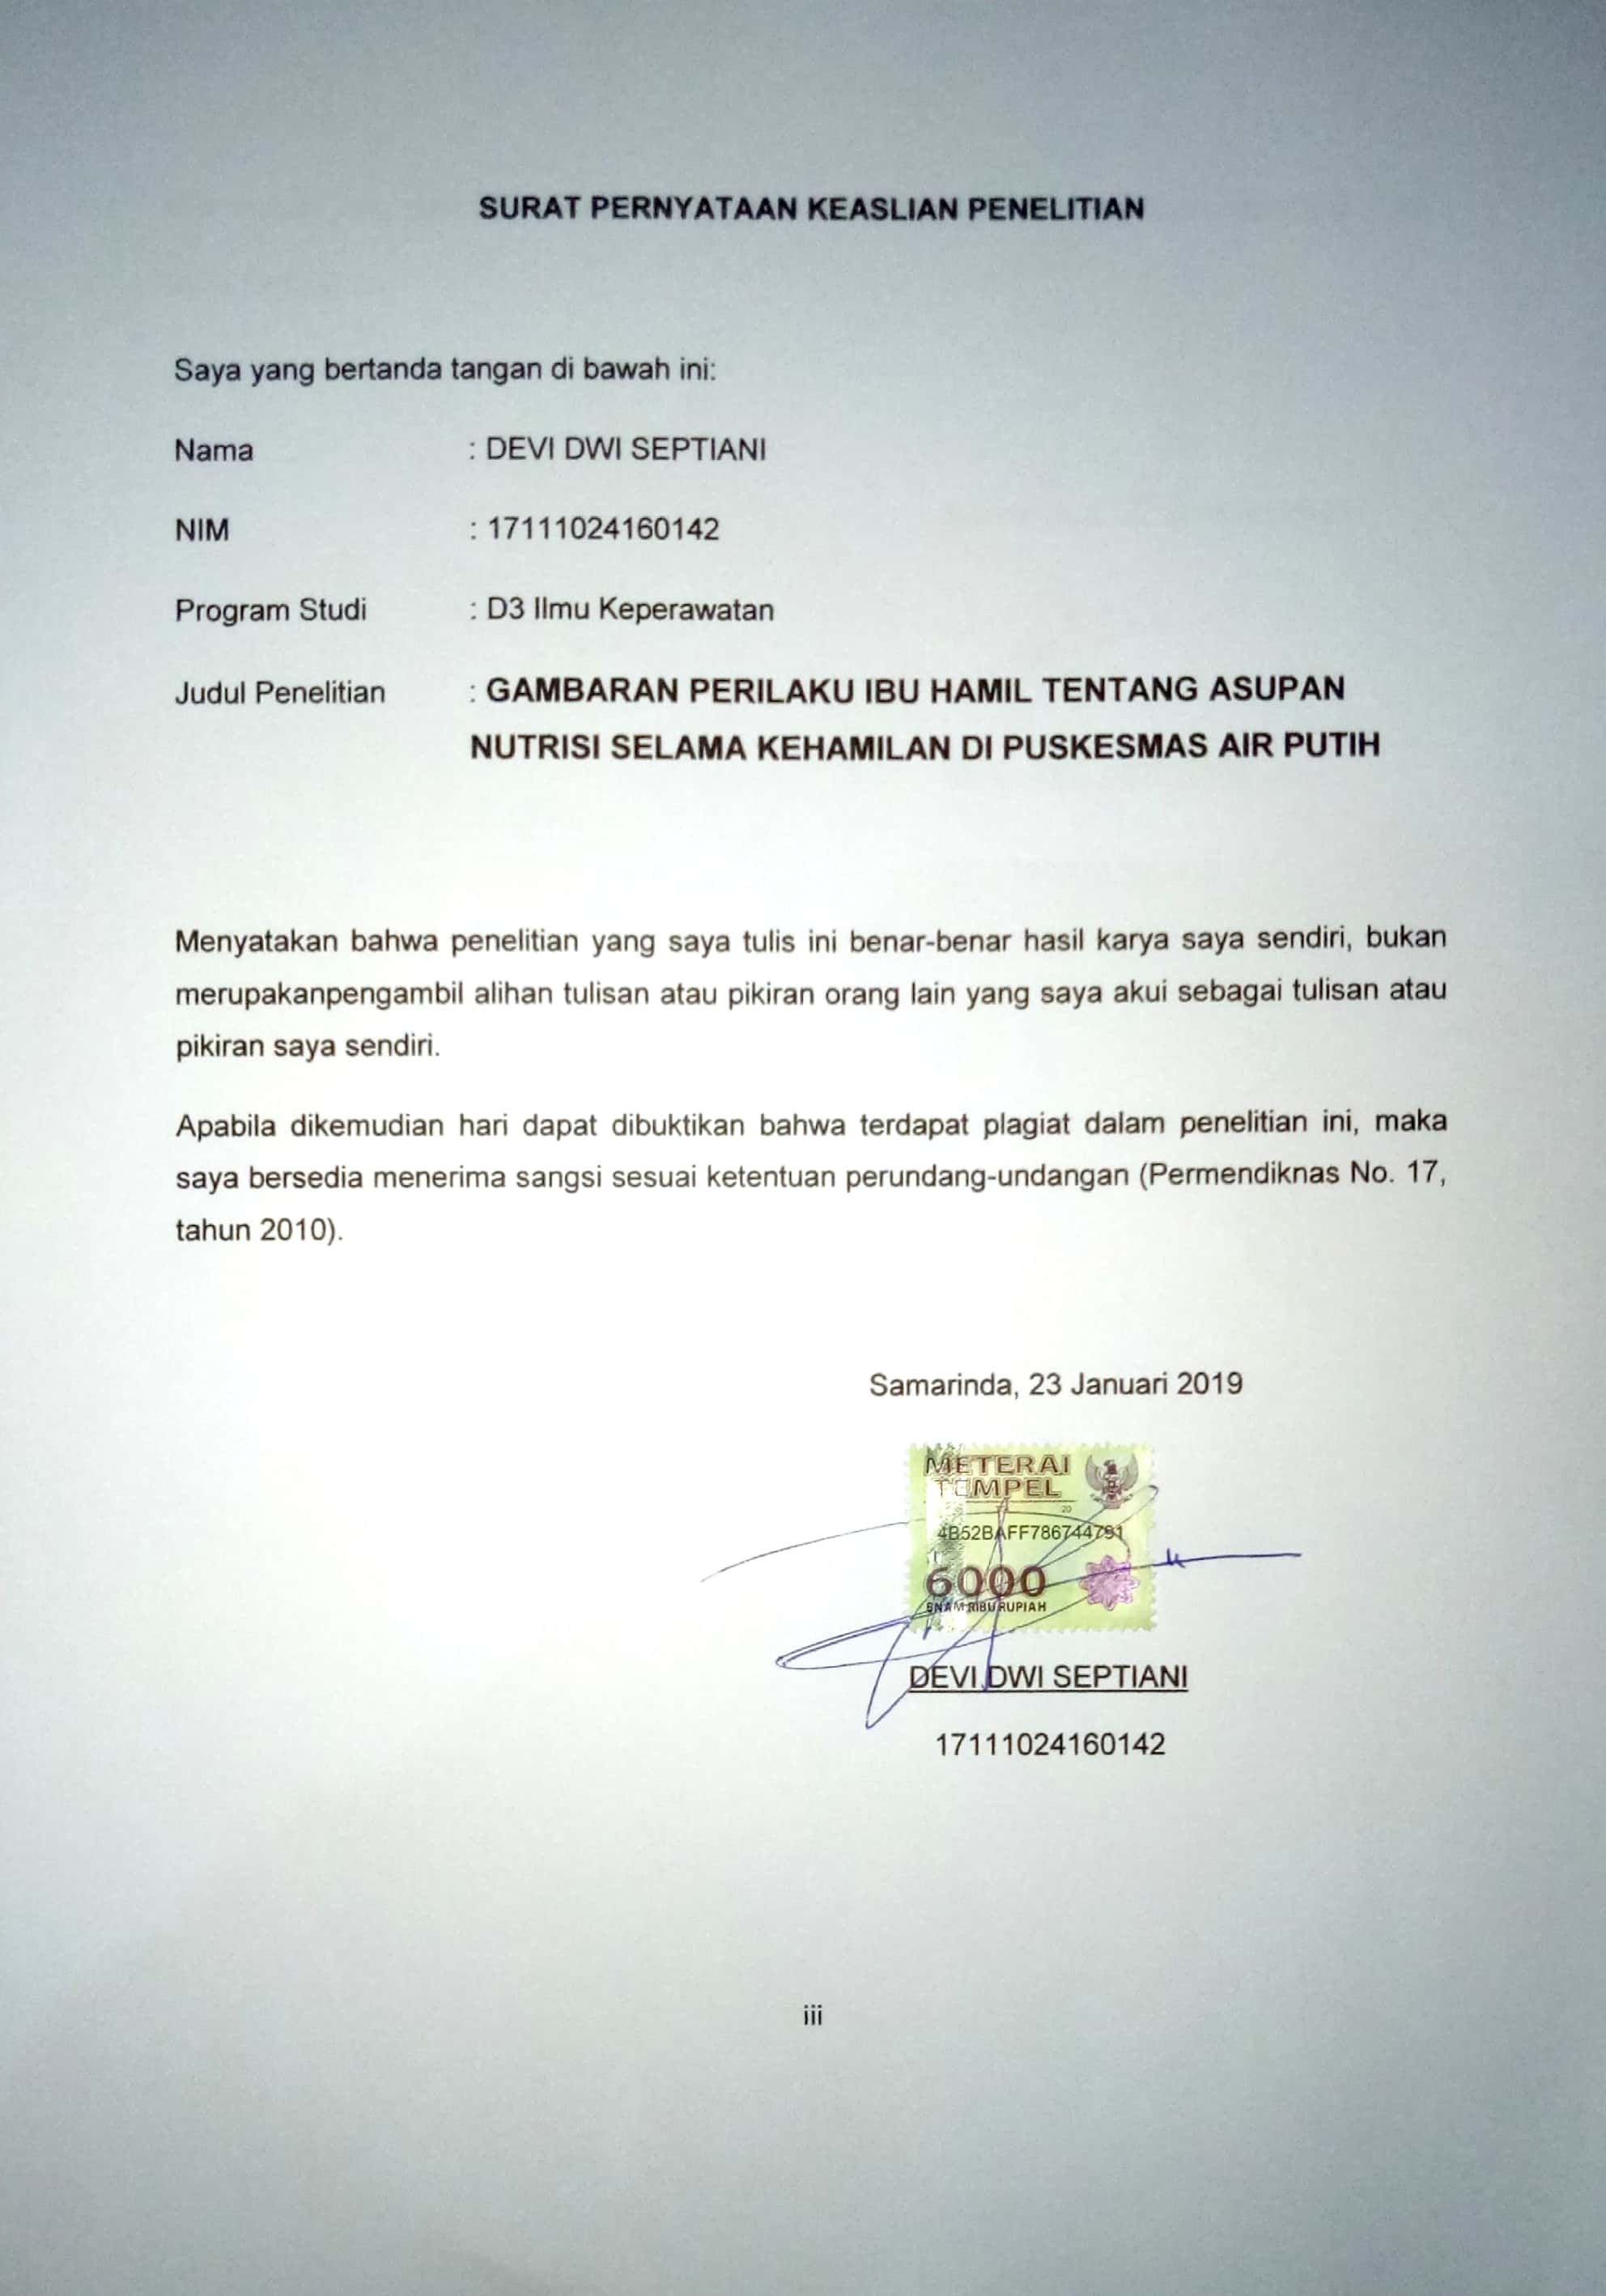 SURAT PERNYATAAN KEASLIAN PENELITIAN
Saya yang bertanda tangan di bawah ini:
Nama : DEVI DWI SEPTIANI
NIM : 17111024160142
Program Studi : D3 Ilmu Keperawatan
Judul Penelitian : GAMBARAN PERILAKU IBU HAMIL TENTANG ASUPAN
NUTRISI SELAMA KEHAMILAN DI PUSKESMAS AIR PUTIH
Menyatakan bahwa penelitian yang saya tulis ini benar-benar hasil karya saya sendiri, bukan
merupakanpengambil alihan tulisan atau pikiran orang lain yang saya akui sebagai tulisan atau
pikiran saya sendiri.
Apabila dikemudian hari dapat dibuktikan bahwa terdapat plagiat dalam penelitian ini, maka
saya bersedia menerima sangsi sesuai ketentuan perundang-undangan (Permendiknas No. 17,
tahun 2010).
Samarinda, 23 Januari 2019
METERAI
TEMPEL
20
4B52BAFF786744791
6000
ENAM RIBU RUPIAH
DEVI DWI SEPTIANI
17111024160142
iii